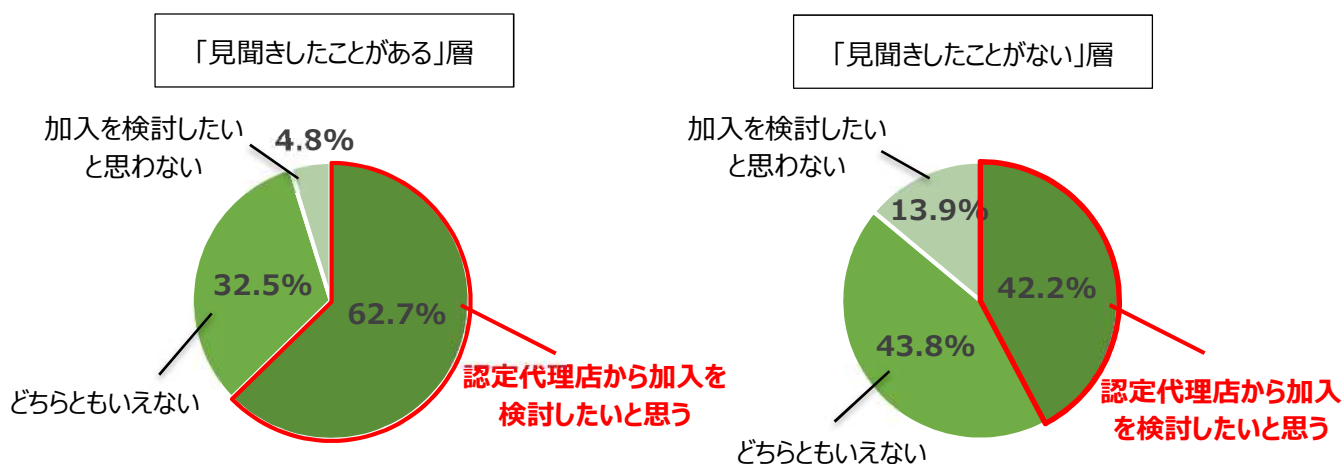 「見聞きしたことがある」層
加入を検討したい
と思わない
4.8%
32.5%
62.7%
どちらともいえない
認定代理店から加入を
検討したいと思う
「見聞きしたことがない」層
加入を検討したい
と思わない
13.9%
42.2%
43.8%
どちらともいえない
認定代理店から加入
を検討したいと思う